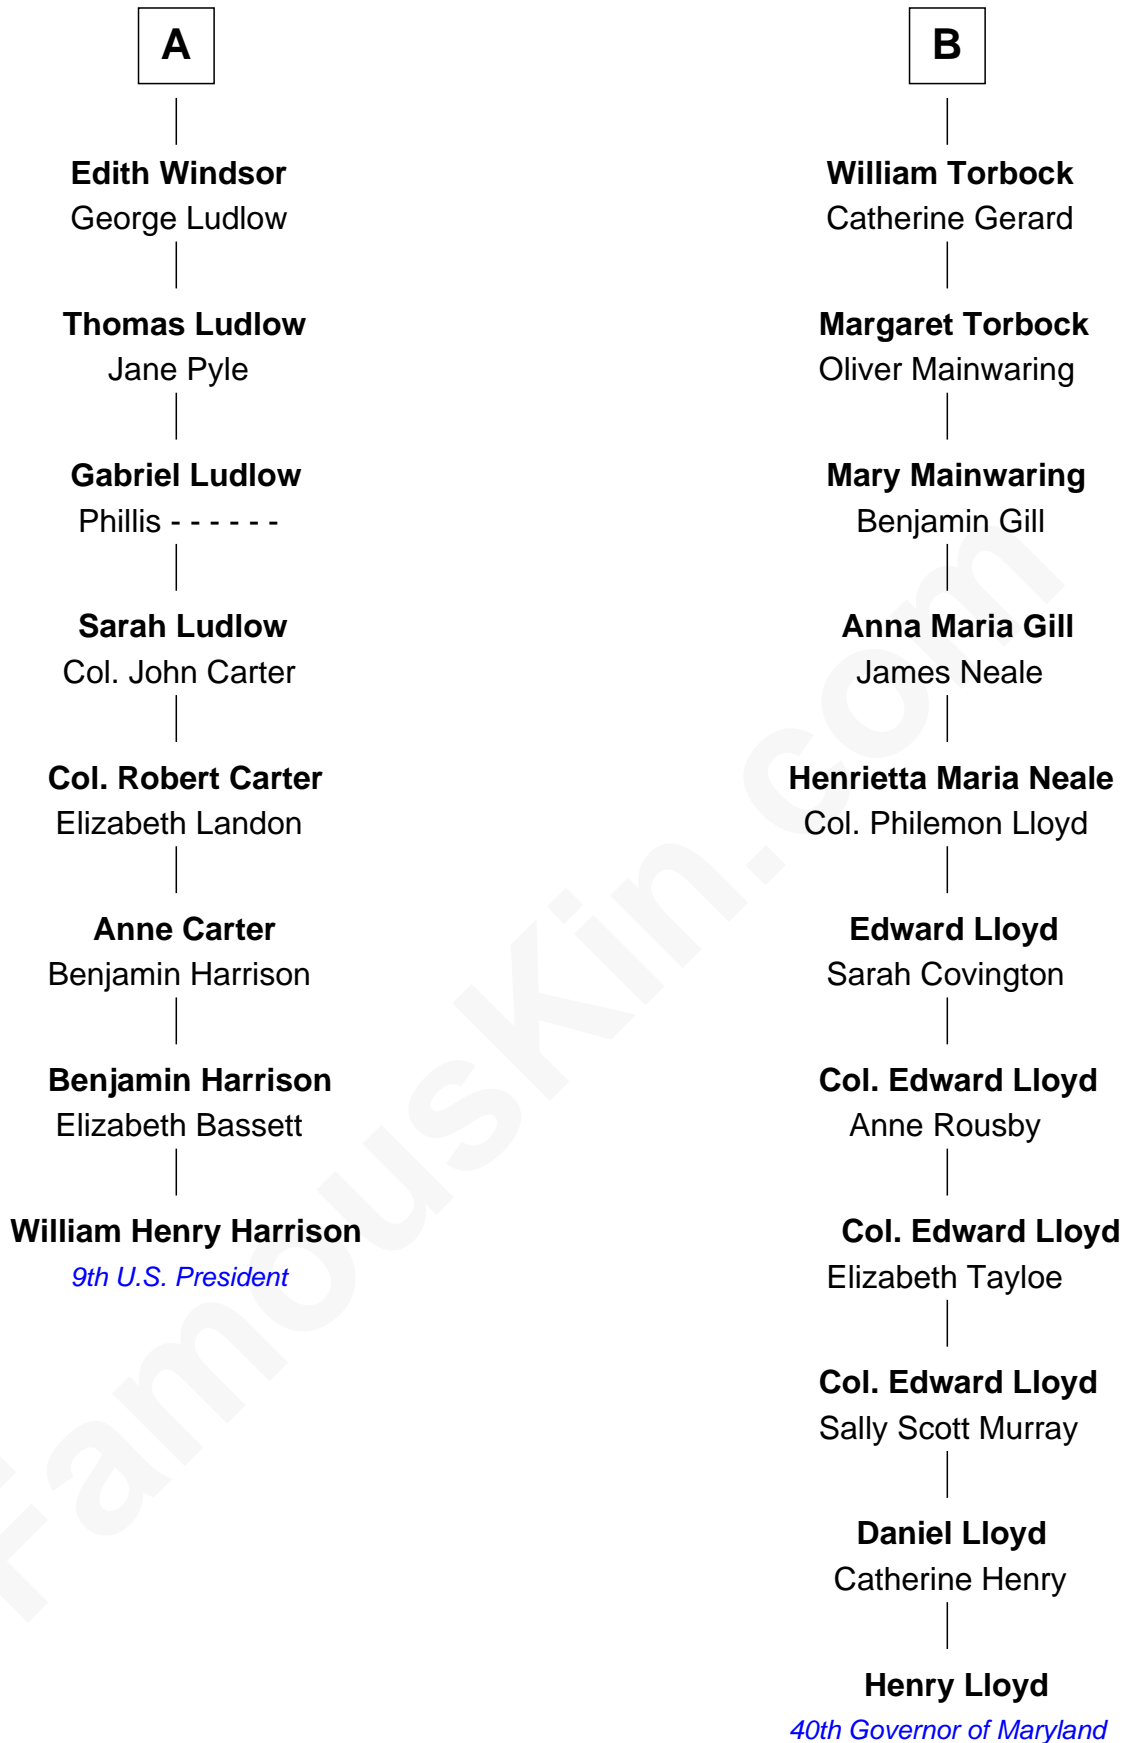 A
Edith Windsor
George Ludlow
Thomas Ludlow
Jane Pyle
Gabriel Ludlow
Phillis - - - - - -
Sarah Ludlow
Col. John Carter
Col. Robert Carter
Elizabeth Landon
Anne Carter
Benjamin Harrison
Benjamin Harrison
Elizabeth Bassett
William Henry Harrison
9th U.S. President
B
William Torbock
Catherine Gerard
Margaret Torbock
Oliver Mainwaring
Mary Mainwaring
Benjamin Gill
Anna Maria Gill
James Neale
Henrietta Maria Neale
Col. Philemon Lloyd
Edward Lloyd
Sarah Covington
Col. Edward Lloyd
Anne Rousby
Col. Edward Lloyd
Elizabeth Tayloe
Col. Edward Lloyd
Sally Scott Murray
Daniel Lloyd
Catherine Henry
Henry Lloyd
40th Governor of Maryland
FamousKin.com